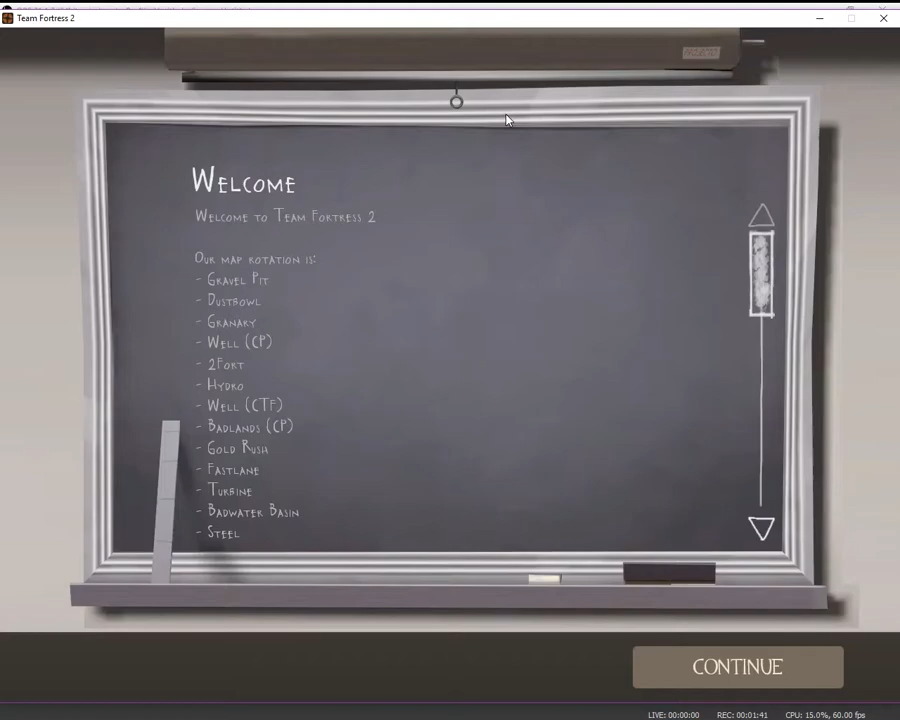 Team Fortress 2
WELCOME
WELCOME TO TEAM FORTRESS 2
OUR MAP ROTATION IS:
- GRAVEL PIT
- DUSTBOWL
- GRANARY
- WELL (CP)
- 2FORT
- HYDRO
- WELL (CTF)
- BADLANDS (CP)
- GOLD RUSH
- FASTLANE
- TURBINE
- BADWATER BASIN
- STEEL
CONTINUE
LIVE: 00:00:00 REC: 00:01:41 CPU: 15.0%, 60.00 fps